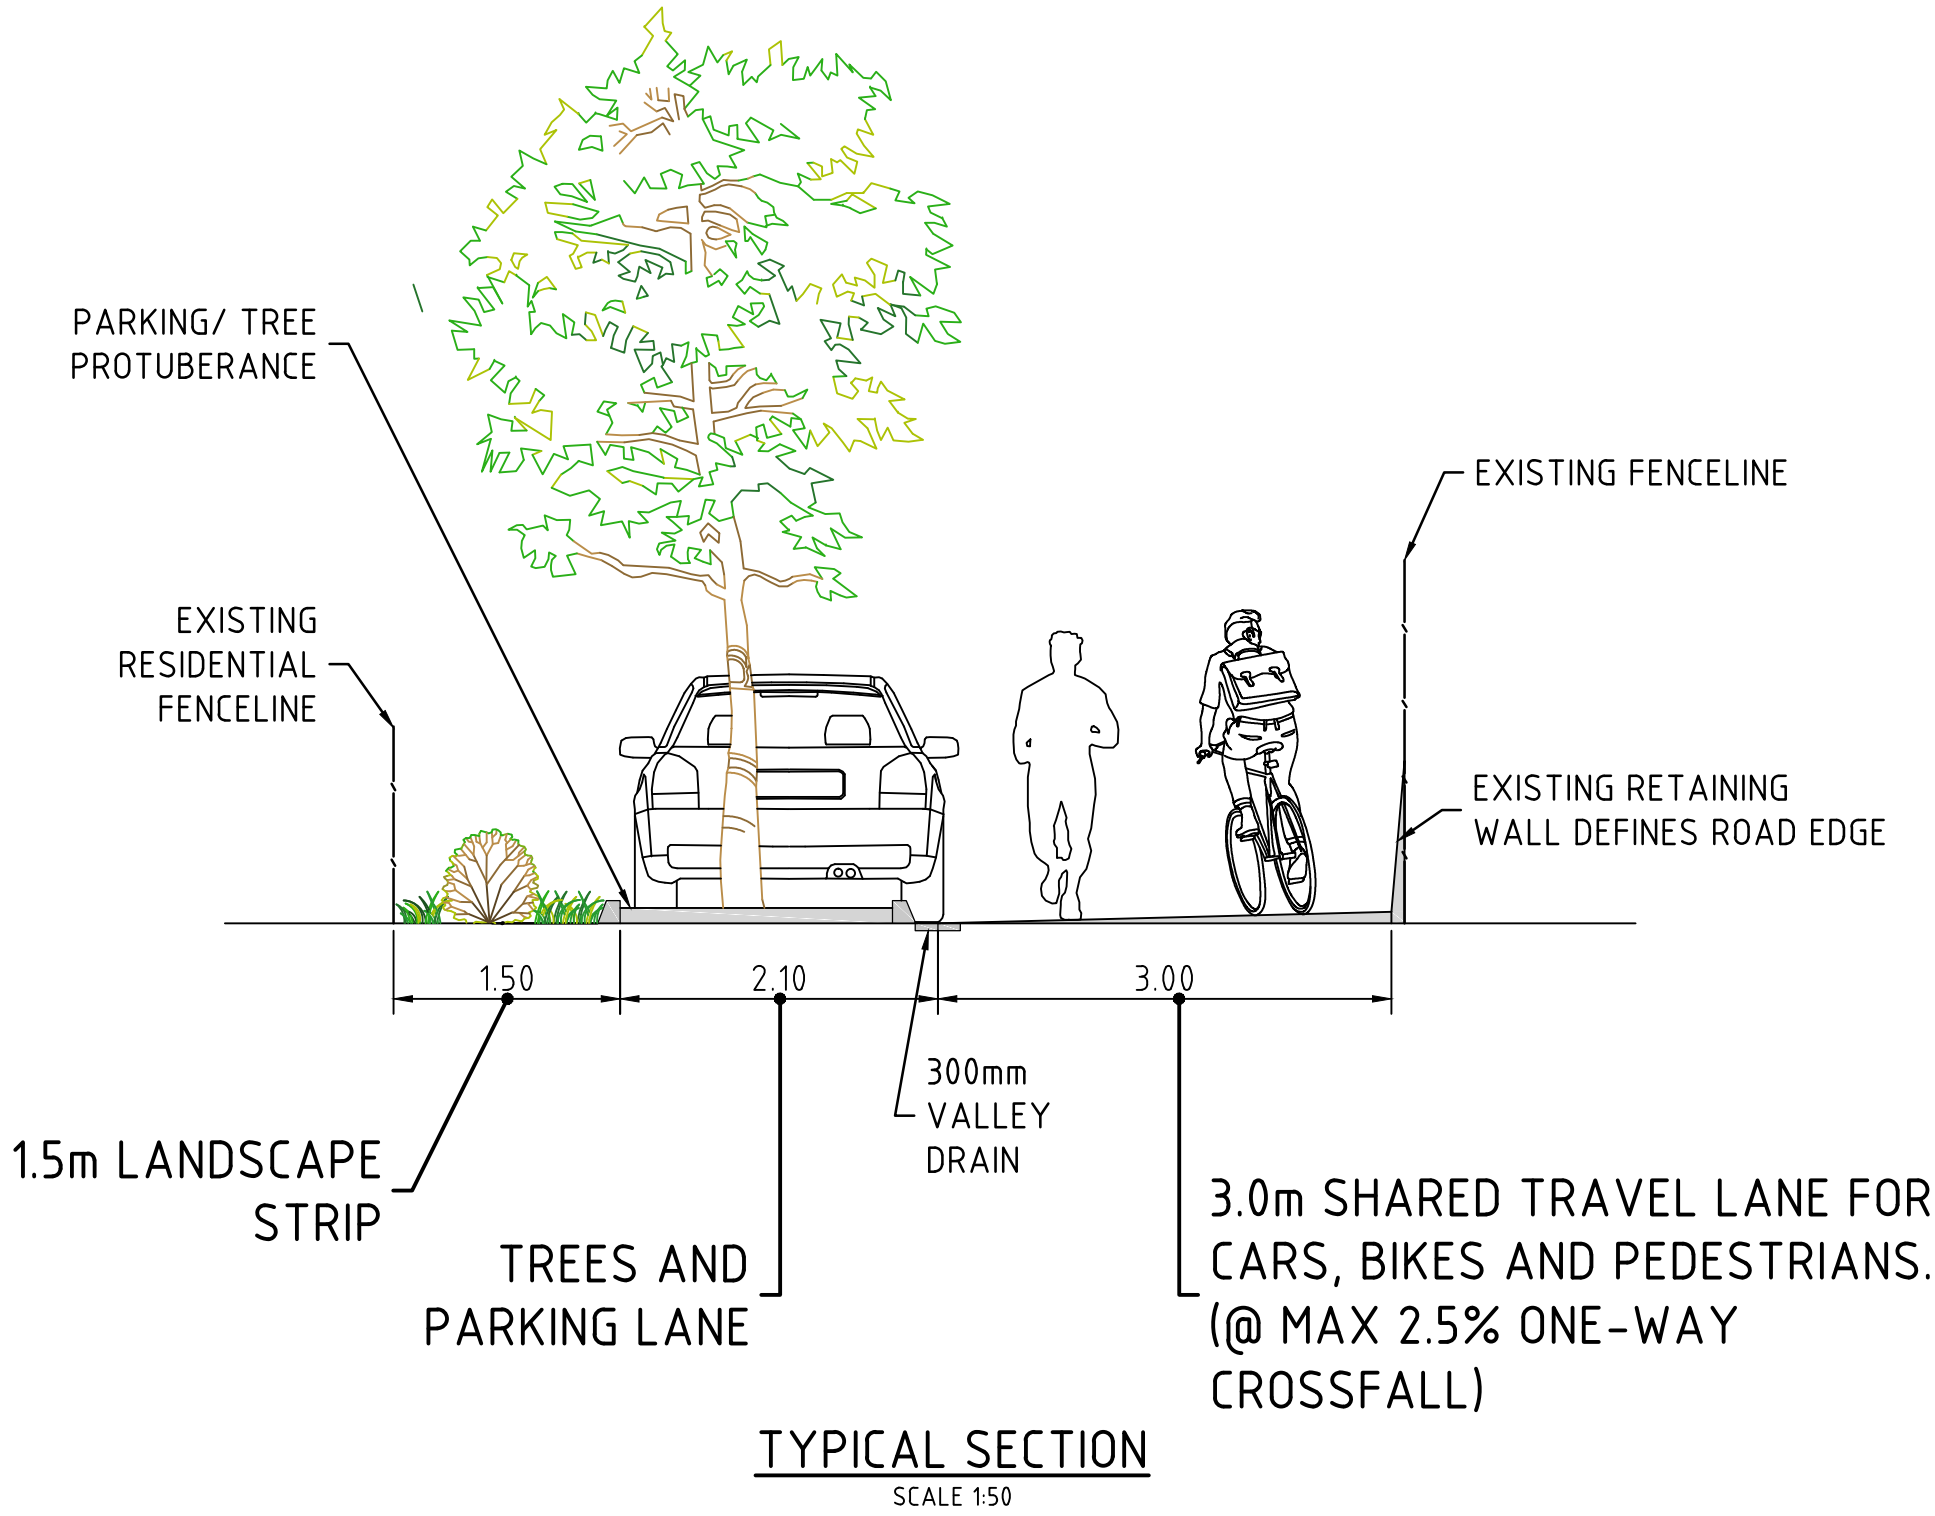 PARKING/ TREE
PROTUBERANCE
EXISTING FENCELINE
EXISTING
RESIDENTIAL
FENCELINE
EXISTING RETAINING
WALL DEFINES ROAD EDGE
1.50
2.10
3.00
300mm
VALLEY
DRAIN
1.5m LANDSCAPE
STRIP
TREES AND
PARKING LANE
3.0m SHARED TRAVEL LANE FOR
CARS, BIKES AND PEDESTRIANS.
(@ MAX 2.5% ONE-WAY
CROSSFALL)
TYPICAL SECTION
SCALE 1:50